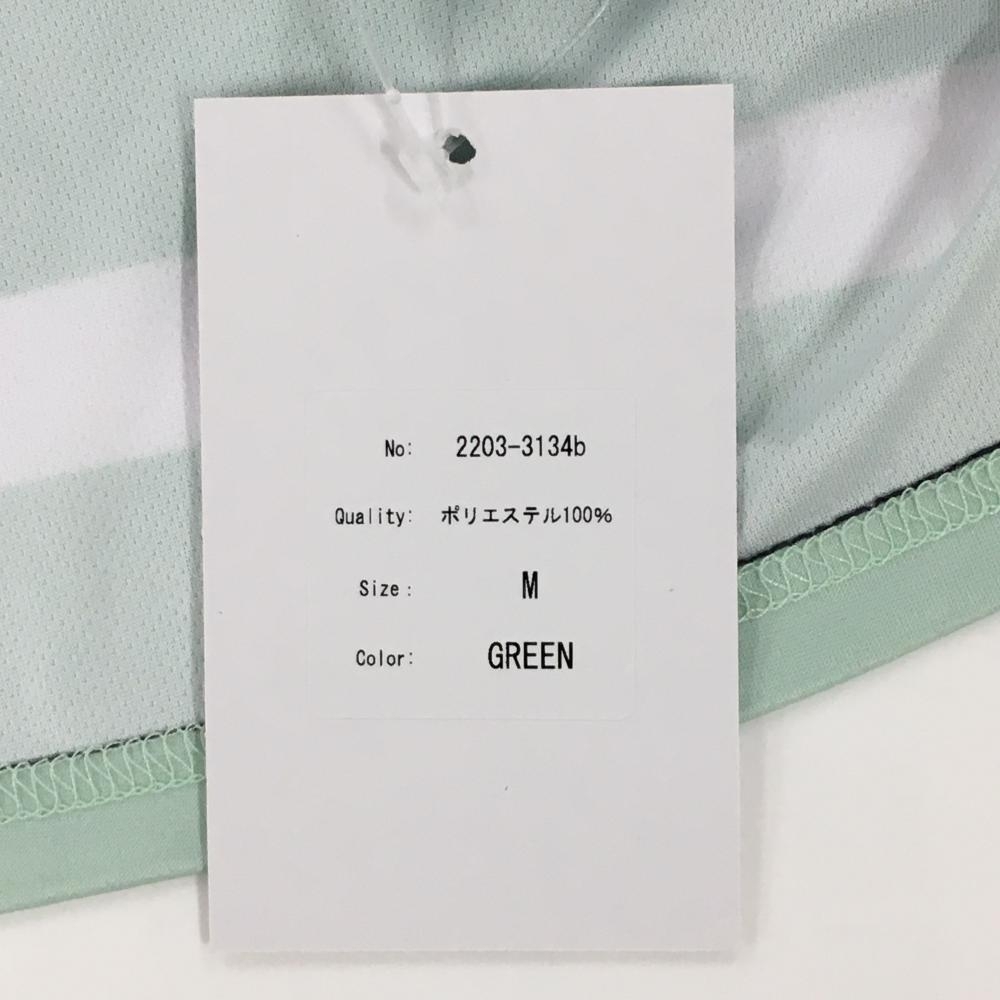 No: 2203-3134b
Quality: ポリエステル100%
Size: M
Color: GREEN